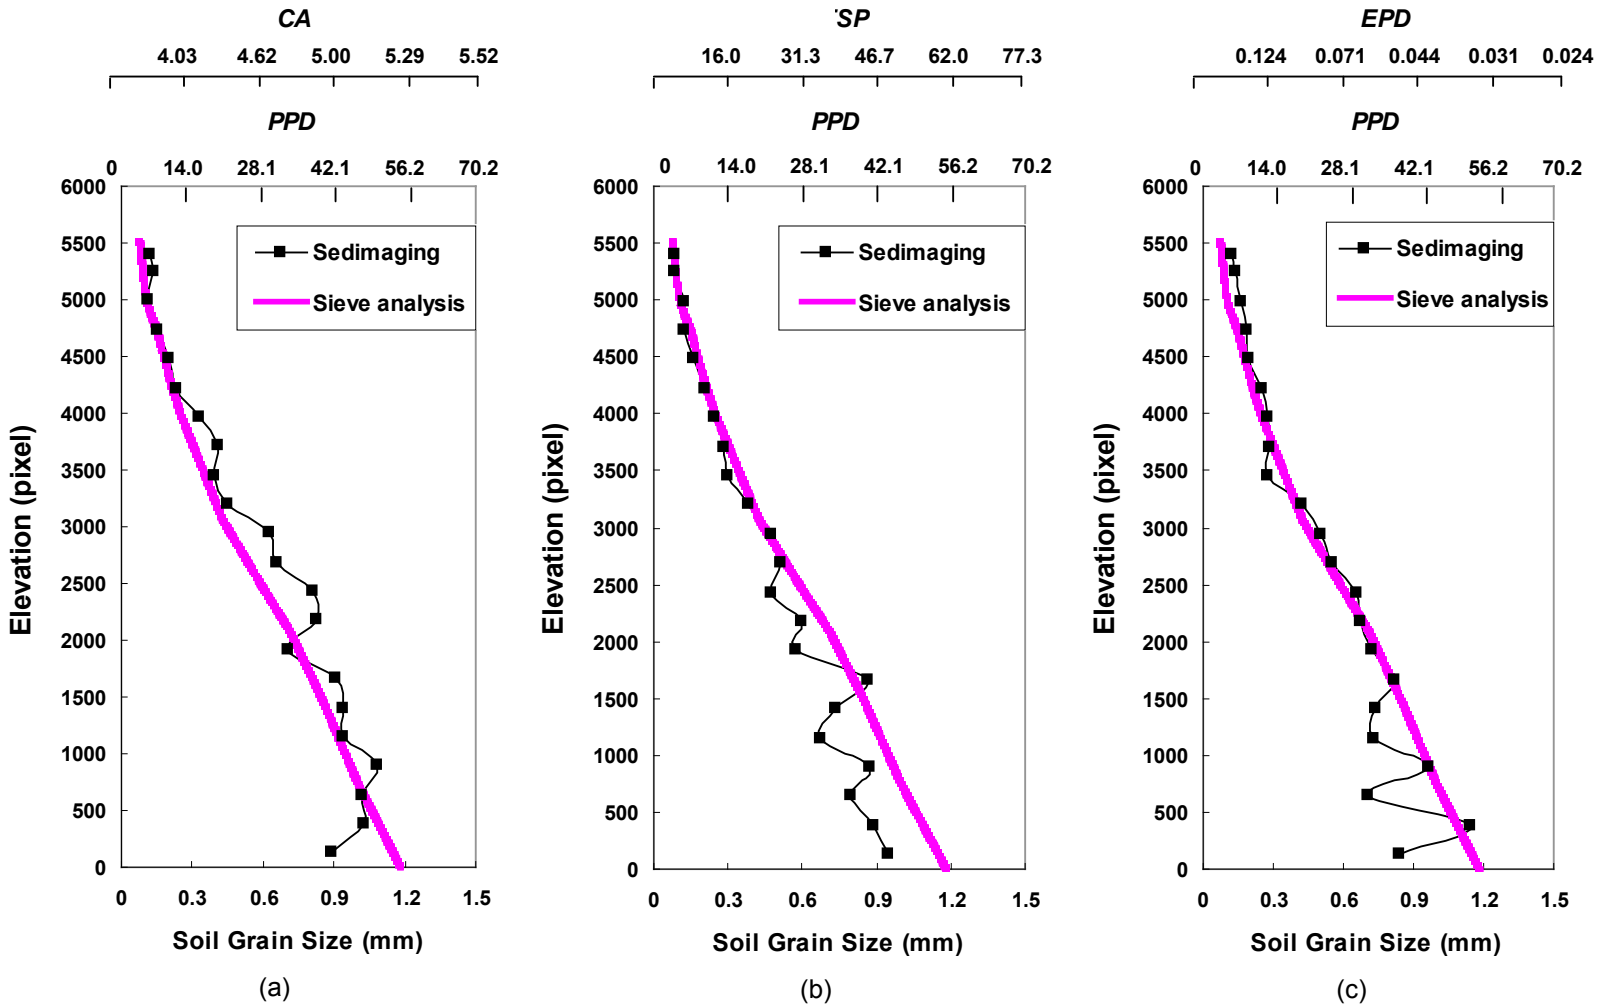 CA
4.03 4.62 5.00 5.29 5.52
PPD
0 14.0 28.1 42.1 56.2 70.2
6000
5500
5000
4500
4000
3500
3000
2500
2000
1500
1000
500
0
Elevation (pixel)
Sedimaging
Sieve analysis
0 0.3 0.6 0.9 1.2 1.5
Soil Grain Size (mm)
(a)
SP
16.0 31.3 46.7 62.0 77.3
PPD
0 14.0 28.1 42.1 56.2 70.2
6000
5500
5000
4500
4000
3500
3000
2500
2000
1500
1000
500
0
Elevation (pixel)
Sedimaging
Sieve analysis
0 0.3 0.6 0.9 1.2 1.5
Soil Grain Size (mm)
(b)
EPD
0.124 0.071 0.044 0.031 0.024
PPD
0 14.0 28.1 42.1 56.2 70.2
6000
5500
5000
4500
4000
3500
3000
2500
2000
1500
1000
500
0
Elevation (pixel)
Sedimaging
Sieve analysis
0 0.3 0.6 0.9 1.2 1.5
Soil Grain Size (mm)
(c)